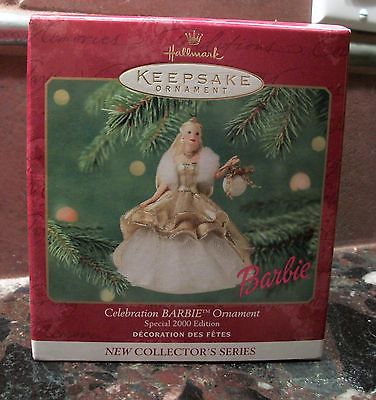 Hallmark
KEEPSAKE
ORNAMENT
Barbie
Celebration BARBIE™ Ornament
Special 2000 Edition
DÉCORATION DES FÊTES
NEW COLLECTOR'S SERIES